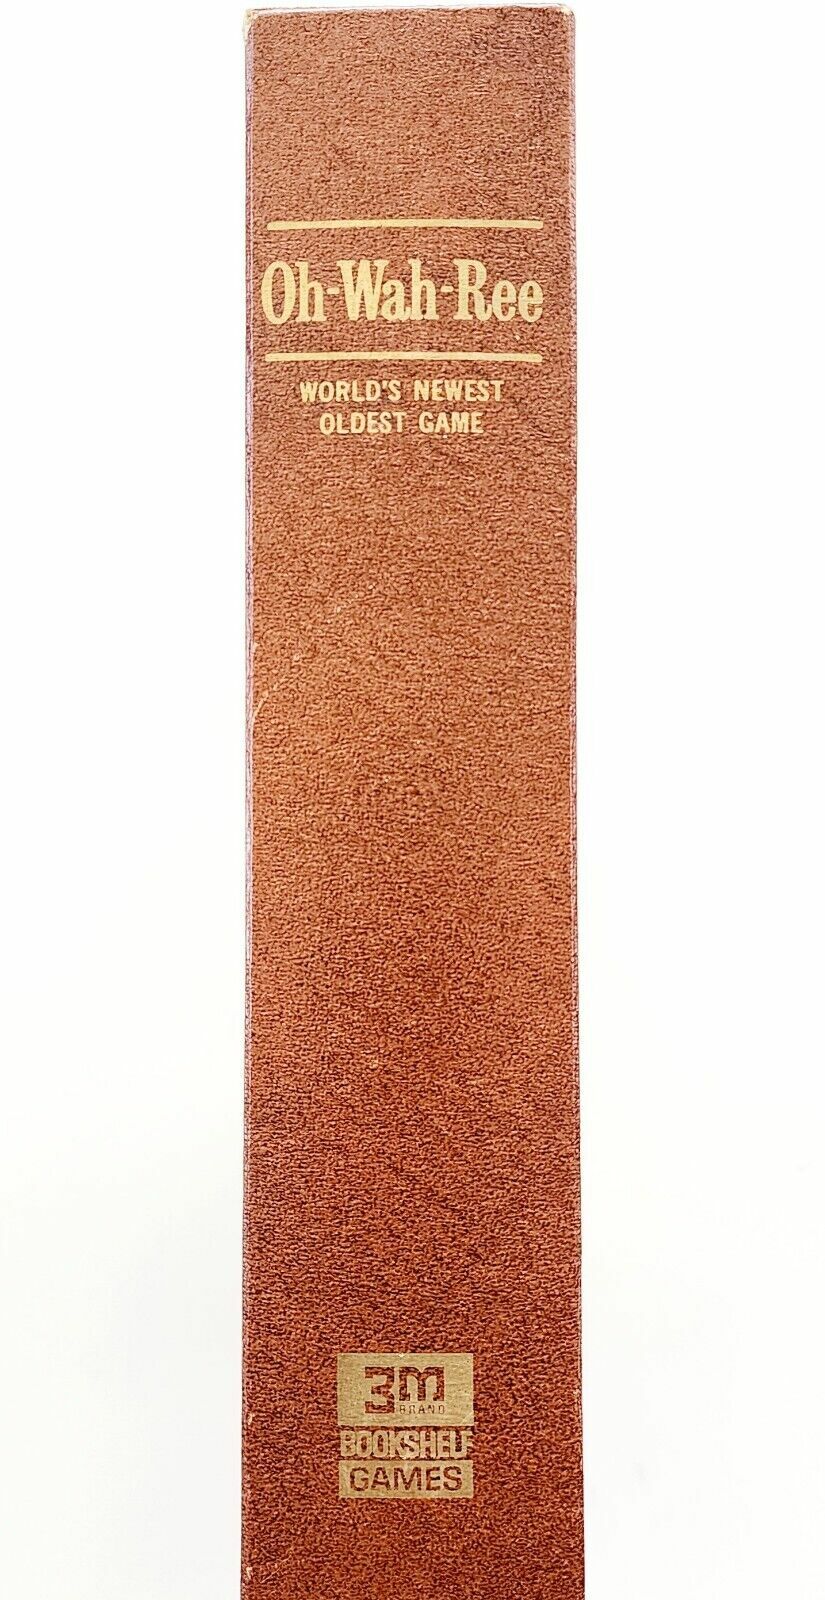 Oh-Wah-Ree
WORLD'S NEWEST
OLDEST GAME
3M
BRAND
BOOKSHELF
GAMES